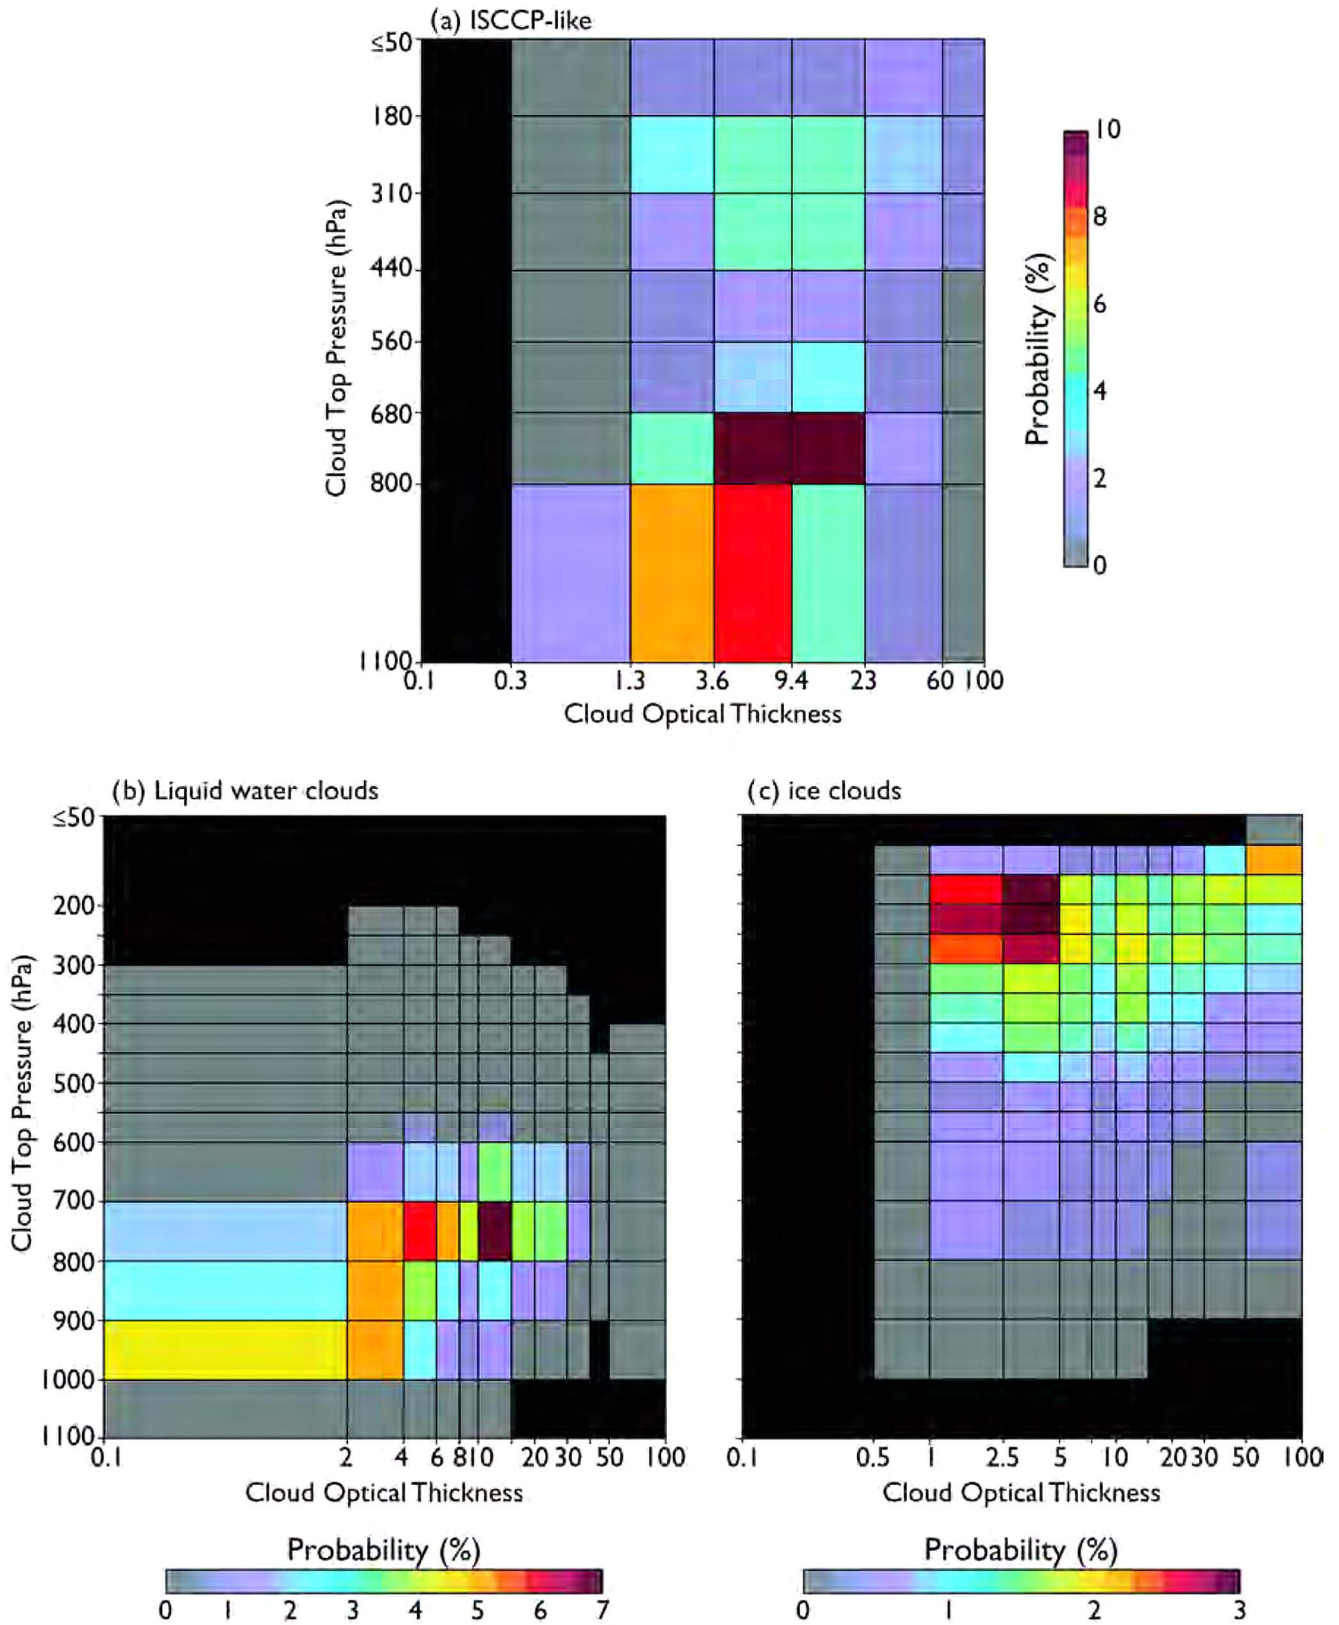 (a) ISCCP-like
≤50
180
310
440
560
680
800
1100
Cloud Top Pressure (hPa)
0.1 0.3 1.3 3.6 9.4 23 60 100
Cloud Optical Thickness
Probability (%)
10
8
6
4
2
0
(b) Liquid water clouds
≤50
200
300
400
500
600
700
800
900
1000
1100
Cloud Top Pressure (hPa)
0.1 2 4 6 8 10 20 30 50 100
Cloud Optical Thickness
Probability (%)
0 1 2 3 4 5 6 7
(c) ice clouds
0.1 0.5 1 2.5 5 10 20 30 50 100
Cloud Optical Thickness
Probability (%)
0 1 2 3